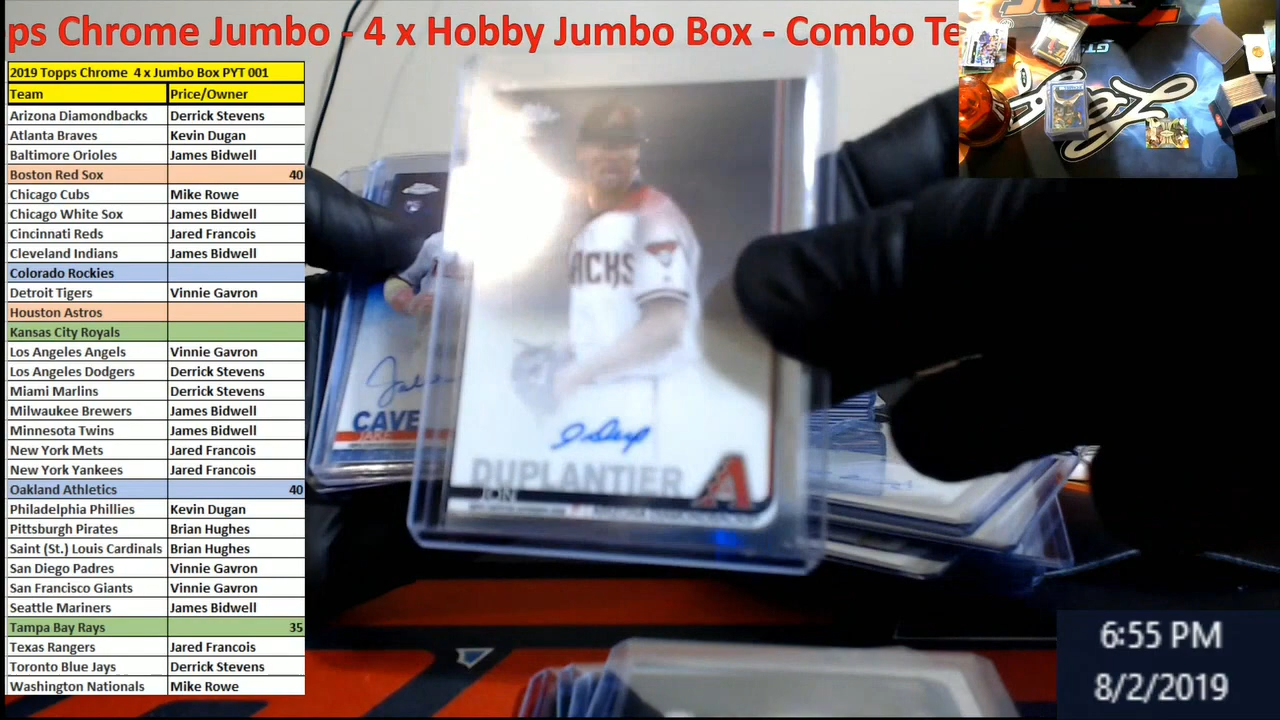 ps Chrome Jumbo - 4 x Hobby Jumbo Box - Combo Te
2019 Topps Chrome 4 x Jumbo Box PYT 001
Team Price/Owner
Arizona Diamondbacks Derrick Stevens
Atlanta Braves Kevin Dugan
Baltimore Orioles James Bidwell
Boston Red Sox 40
Chicago Cubs Mike Rowe
Chicago White Sox James Bidwell
Cincinnati Reds Jared Francois
Cleveland Indians James Bidwell
Colorado Rockies
Detroit Tigers Vinnie Gavron
Houston Astros
Kansas City Royals
Los Angeles Angels Vinnie Gavron
Los Angeles Dodgers Derrick Stevens
Miami Marlins Derrick Stevens
Milwaukee Brewers James Bidwell
Minnesota Twins James Bidwell
New York Mets Jared Francois
New York Yankees Jared Francois
Oakland Athletics 40
Philadelphia Phillies Kevin Dugan
Pittsburgh Pirates Brian Hughes
Saint (St.) Louis Cardinals Brian Hughes
San Diego Padres Vinnie Gavron
San Francisco Giants Vinnie Gavron
Seattle Mariners James Bidwell
Tampa Bay Rays 35
Texas Rangers Jared Francois
Toronto Blue Jays Derrick Stevens
Washington Nationals Mike Rowe
ACKS
DUPLANTIER
JON
A
CAVE
JAKE
6:55 PM
8/2/2019